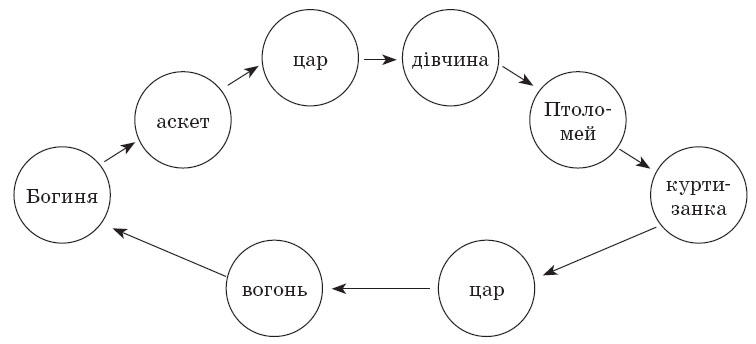 цар
дівчина
аскет
Птоло-
мей
Богиня
курти-
занка
вогонь
цар